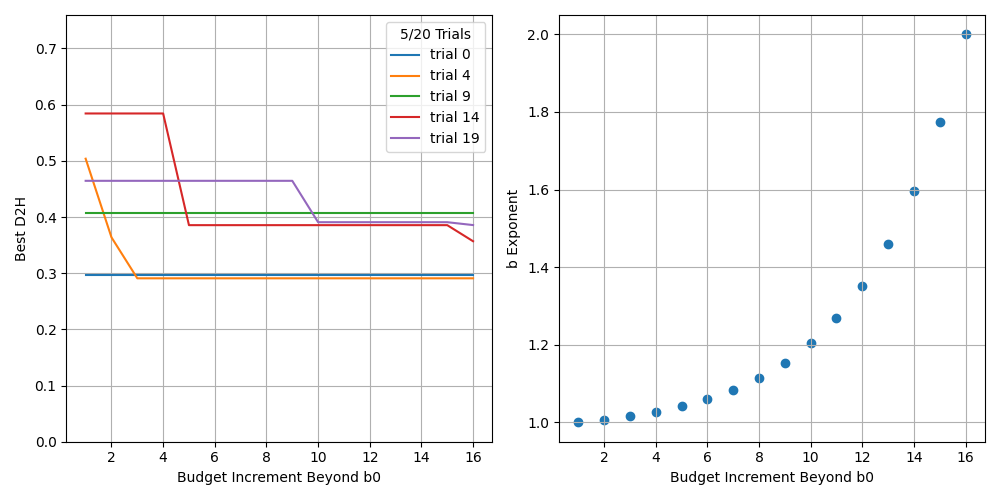 5/20 Trials
trial 0
trial 4
trial 9
trial 14
trial 19
Best D2H
0.7
0.6
0.5
0.4
0.3
0.2
0.1
0.0
2 4 6 8 10 12 14 16
Budget Increment Beyond b0
b Exponent
2.0
1.8
1.6
1.4
1.2
1.0
2 4 6 8 10 12 14 16
Budget Increment Beyond b0